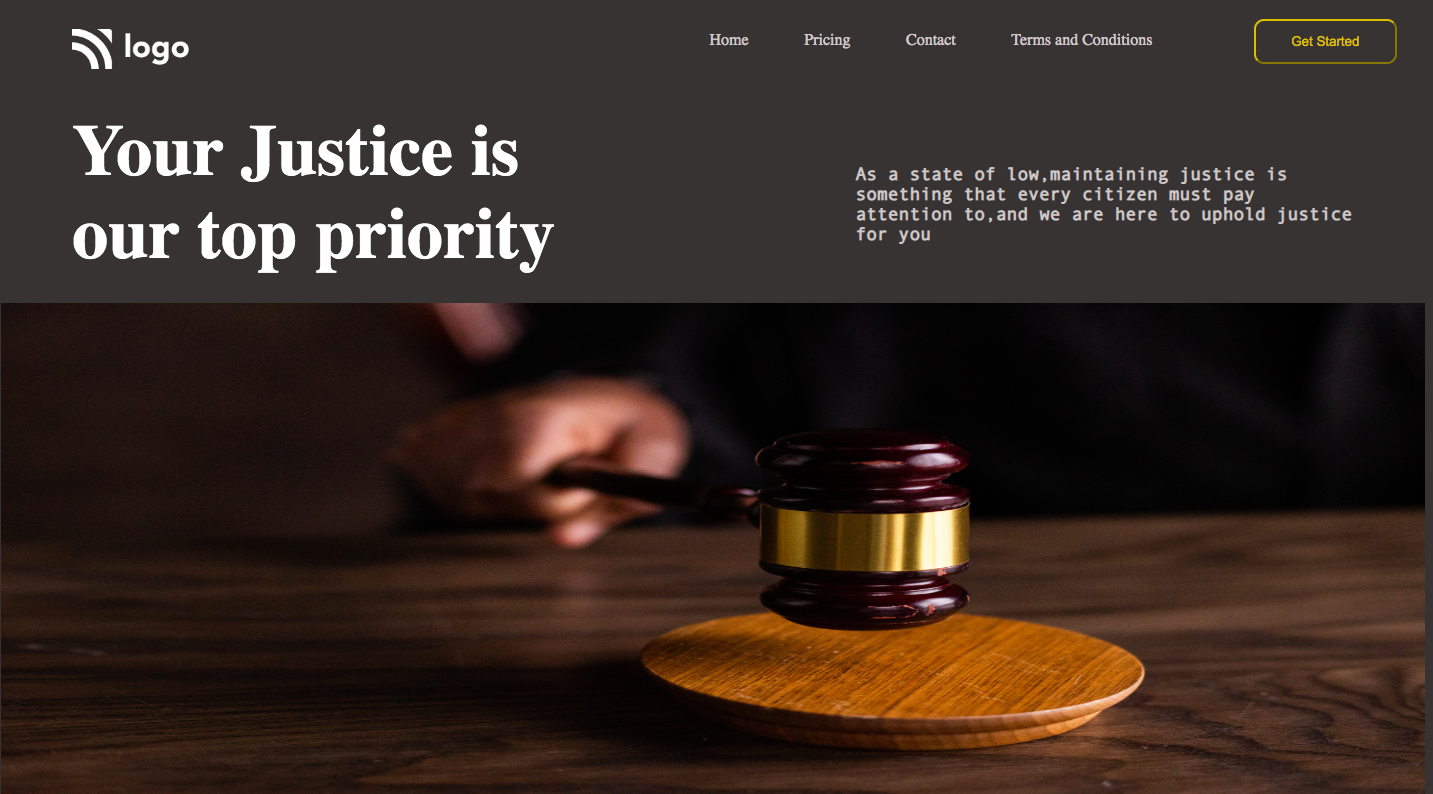 logo
Home Pricing Contact Terms and Conditions Get Started
Your Justice is
our top priority
As a state of low,maintaining justice is
something that every citizen must pay
attention to,and we are here to uphold justice
for you